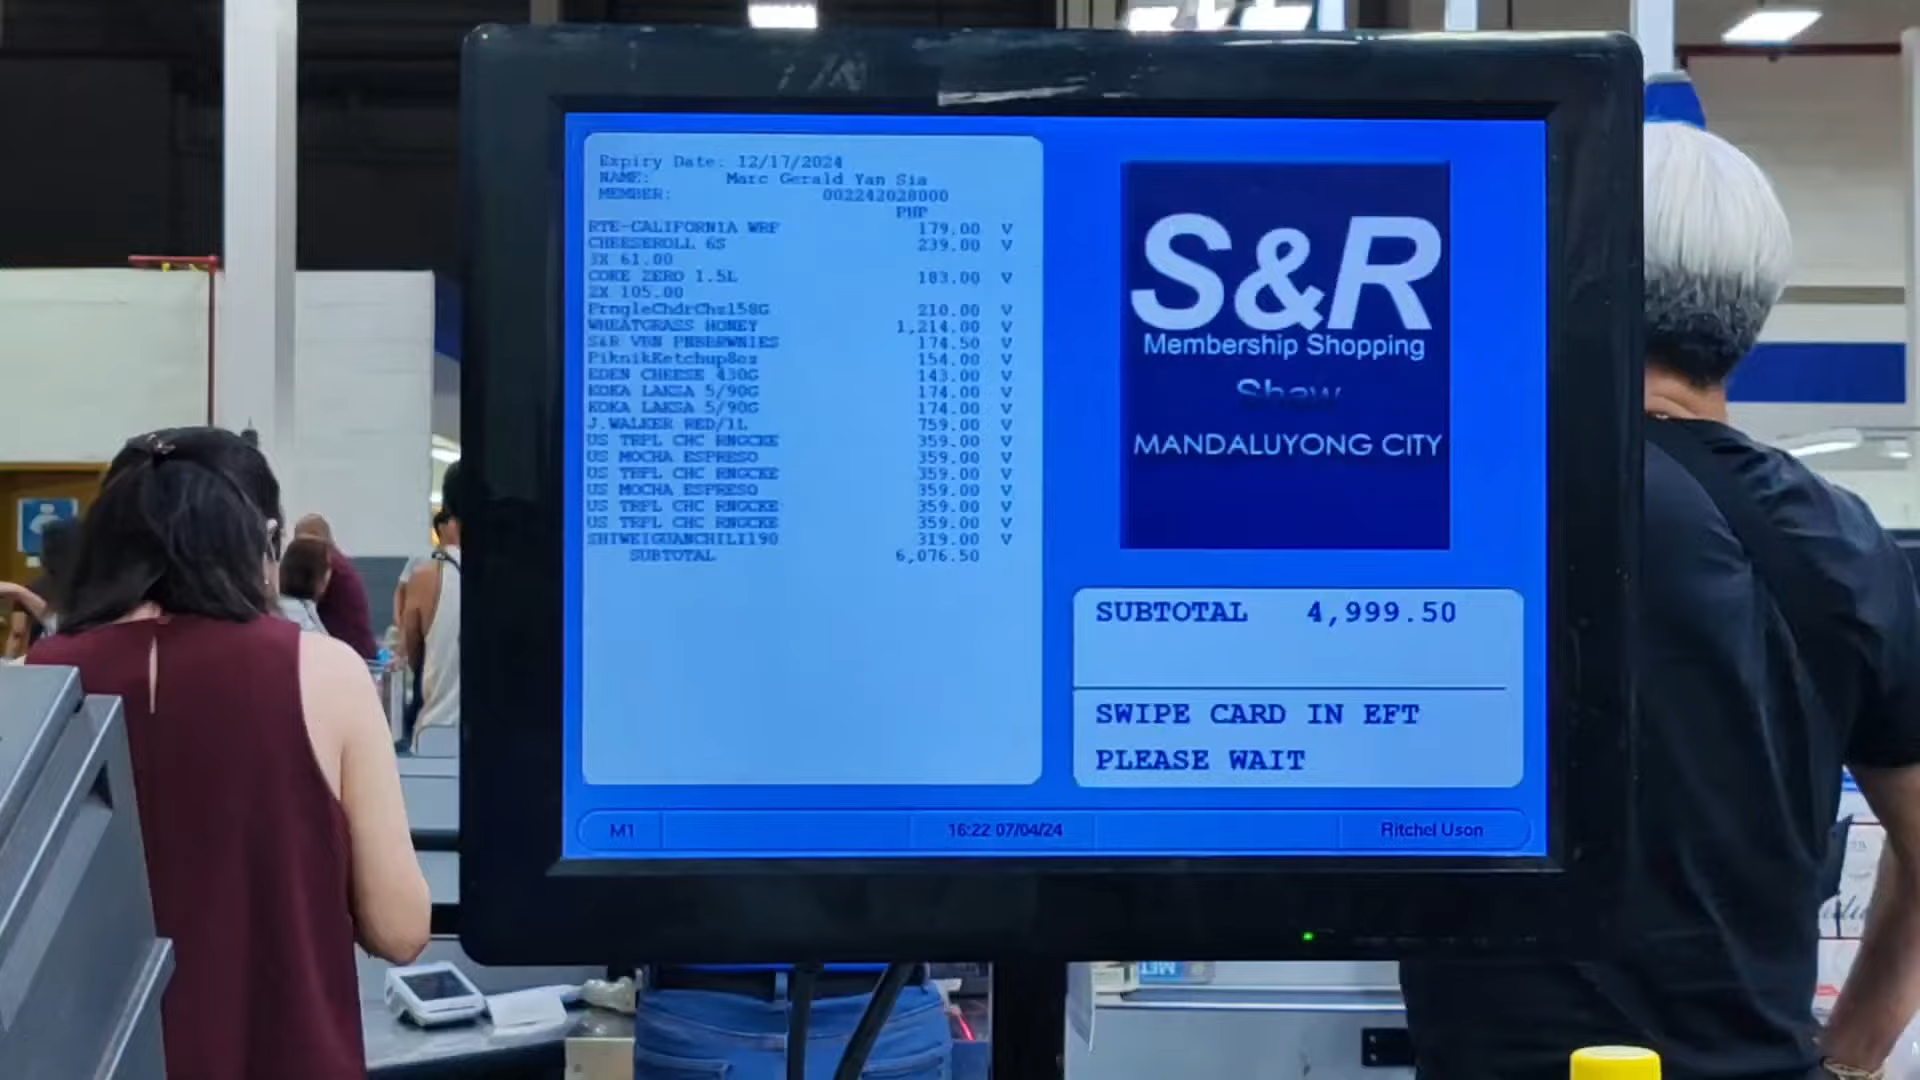 Expiry Date: 12/17/2024
NAME: Marc Gerald Yan Sia
MEMBER: 002242028000
PHP
RTE-CALIFORNIA WRP 179.00 V
CHEESEROLL 6S 239.00 V
3X 61.00
COKE ZERO 1.5L 183.00 V
2X 105.00
PrngleChdrChz158G 210.00 V
WHEATGRASS HONEY 1,214.00 V
S&R VBN PNBBRWNIES 174.50 V
PiknikKetchup8oz 154.00 V
EDEN CHEESE 430G 143.00 V
KOKA LAKSA 5/90G 174.00 V
KOKA LAKSA 5/90G 174.00 V
J.WALKER RED/1L 759.00 V
US TRPL CHC RNGCKE 359.00 V
US MOCHA ESPRESO 359.00 V
US TRPL CHC RNGCKE 359.00 V
US MOCHA ESPRESO 359.00 V
US TRPL CHC RNGCKE 359.00 V
US TRPL CHC RNGCKE 359.00 V
SHIWEIGUANCHILI190 319.00 V
SUBTOTAL 6,076.50
S&R
Membership Shopping
Shaw
MANDALUYONG CITY
SUBTOTAL 4,999.50
SWIPE CARD IN EFT
PLEASE WAIT
M1 16:22 07/04/24 Ritchel Uson